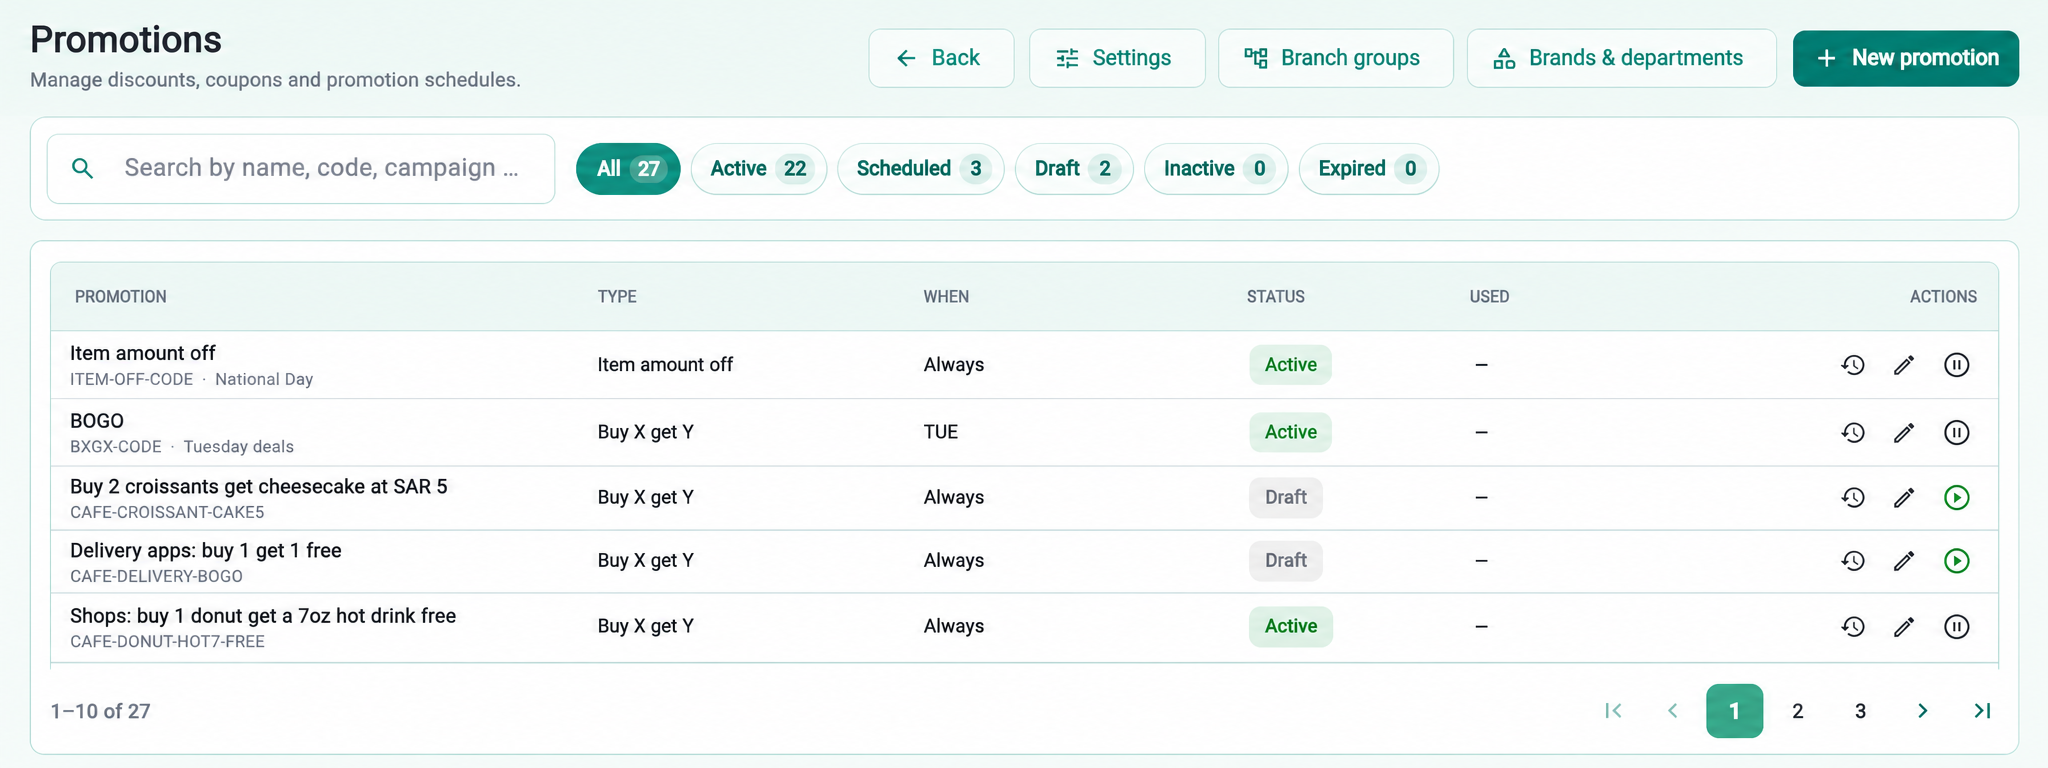 Promotions
Manage discounts, coupons and promotion schedules.
Back
Settings
Branch groups
Brands & departments
New promotion
Search by name, code, campaign ...
All 27
Active 22
Scheduled 3
Draft 2
Inactive 0
Expired 0
PROMOTION TYPE WHEN STATUS USED ACTIONS
Item amount off
ITEM-OFF-CODE · National Day
Item amount off Always Active –
BOGO
BXGX-CODE · Tuesday deals
Buy X get Y TUE Active –
Buy 2 croissants get cheesecake at SAR 5
CAFE-CROISSANT-CAKE5
Buy X get Y Always Draft –
Delivery apps: buy 1 get 1 free
CAFE-DELIVERY-BOGO
Buy X get Y Always Draft –
Shops: buy 1 donut get a 7oz hot drink free
CAFE-DONUT-HOT7-FREE
Buy X get Y Always Active –
1–10 of 27
1 2 3